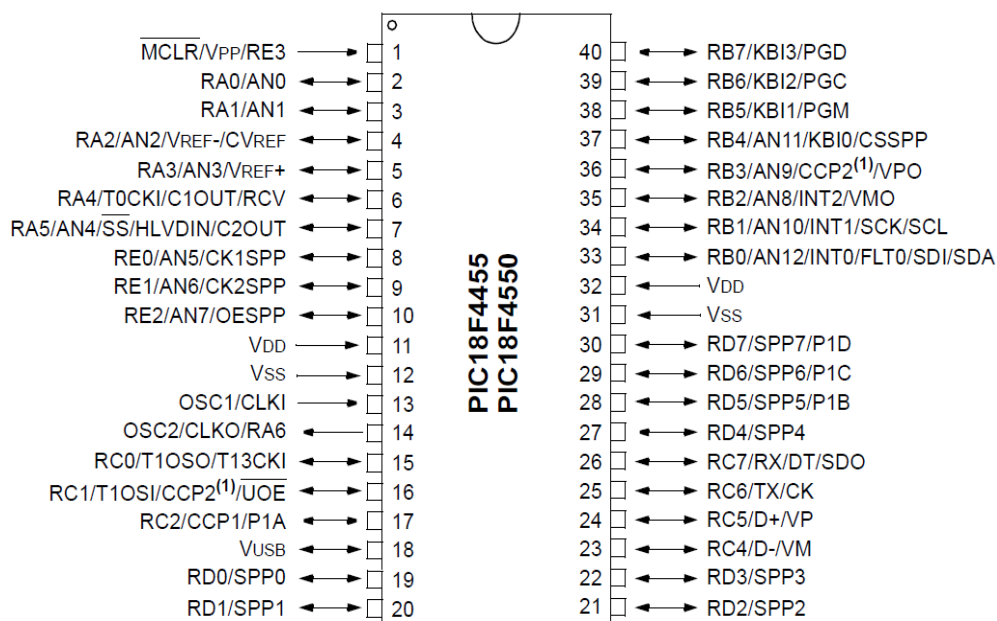 MCLR/VPP/RE3 1 40 RB7/KBI3/PGD
RA0/AN0 2 39 RB6/KBI2/PGC
RA1/AN1 3 38 RB5/KBI1/PGM
RA2/AN2/VREF-/CVREF 4 37 RB4/AN11/KBI0/CSSPP
RA3/AN3/VREF+ 5 36 RB3/AN9/CCP2(1)/VPO
RA4/T0CKI/C1OUT/RCV 6 35 RB2/AN8/INT2/VMO
RA5/AN4/SS/HLVDIN/C2OUT 7 34 RB1/AN10/INT1/SCK/SCL
RE0/AN5/CK1SPP 8 33 RB0/AN12/INT0/FLT0/SDI/SDA
RE1/AN6/CK2SPP 9 32 VDD
RE2/AN7/OESPP 10 31 VSS
VDD 11 30 RD7/SPP7/P1D
VSS 12 29 RD6/SPP6/P1C
OSC1/CLKI 13 28 RD5/SPP5/P1B
OSC2/CLKO/RA6 14 27 RD4/SPP4
RC0/T1OSO/T13CKI 15 26 RC7/RX/DT/SDO
RC1/T1OSI/CCP2(1)/UOE 16 25 RC6/TX/CK
RC2/CCP1/P1A 17 24 RC5/D+/VP
VUSB 18 23 RC4/D-/VM
RD0/SPP0 19 22 RD3/SPP3
RD1/SPP1 20 21 RD2/SPP2
PIC18F4455
PIC18F4550